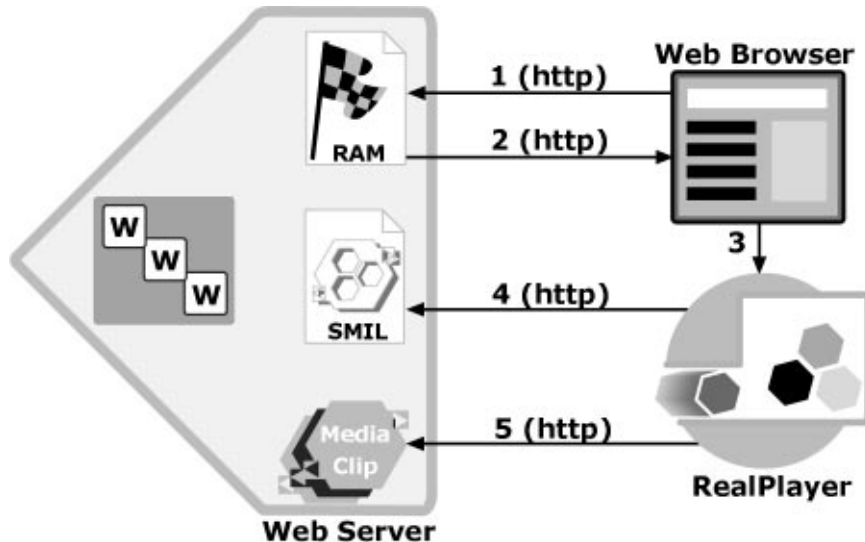 Web Browser
1 (http)
2 (http)
RAM
W
W
W
3
4 (http)
SMIL
5 (http)
Media
Clip
RealPlayer
Web Server